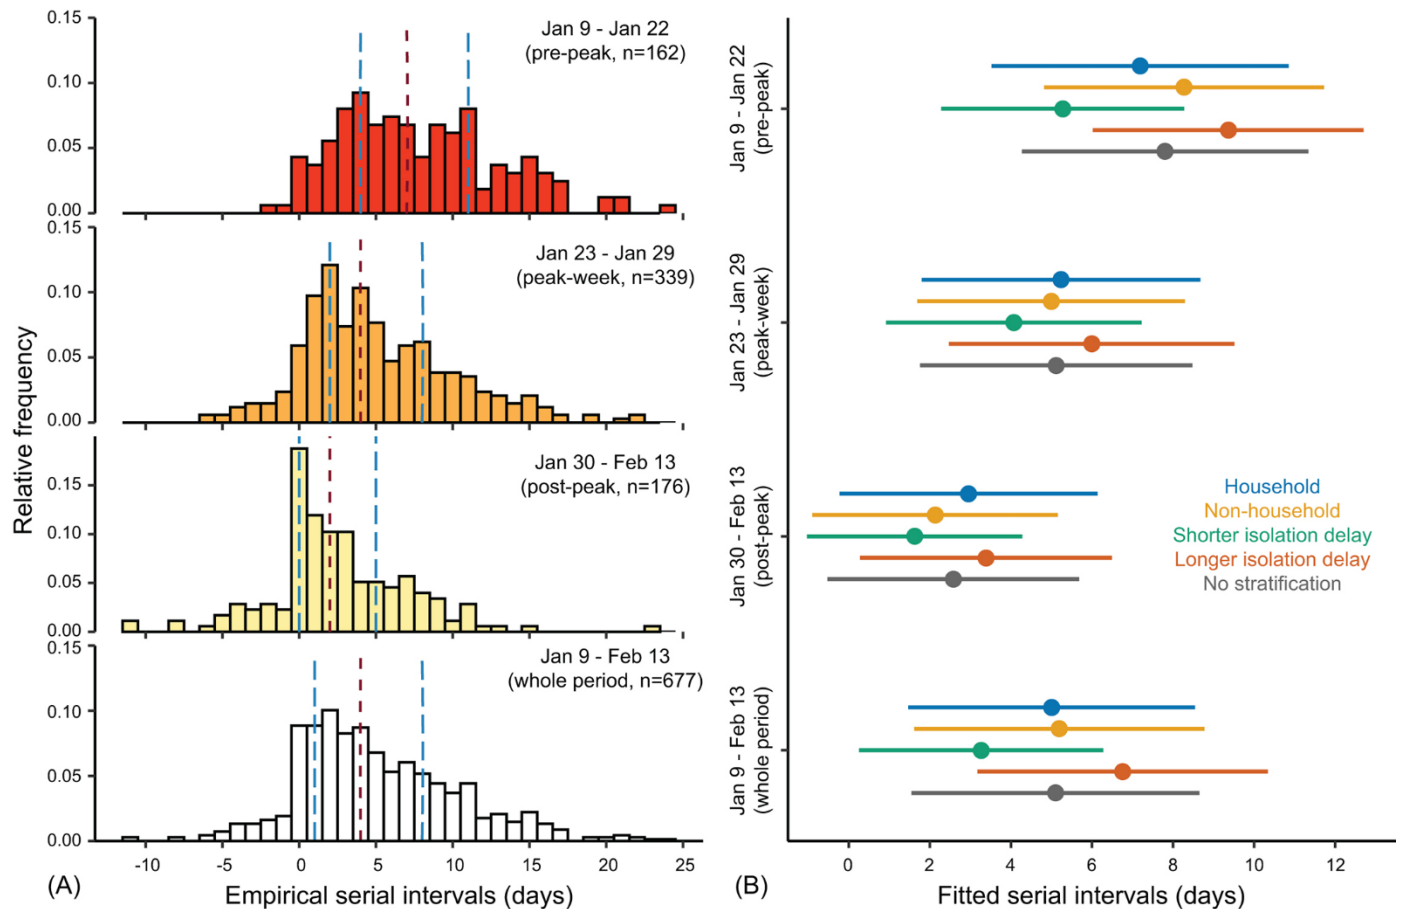 Relative frequency
0.15
0.10
0.05
0.00
Jan 9 - Jan 22
(pre-peak, n=162)
0.15
0.10
0.05
0.00
Jan 23 - Jan 29
(peak-week, n=339)
0.15
0.10
0.05
0.00
Jan 30 - Feb 13
(post-peak, n=176)
0.15
0.10
0.05
0.00
Jan 9 - Feb 13
(whole period, n=677)
-10 -5 0 5 10 15 20 25
(A) Empirical serial intervals (days)
Jan 9 - Jan 22
(pre-peak)
Jan 23 - Jan 29
(peak-week)
Jan 30 - Feb 13
(post-peak)
Jan 9 - Feb 13
(whole period)
Household
Non-household
Shorter isolation delay
Longer isolation delay
No stratification
0 2 4 6 8 10 12
(B) Fitted serial intervals (days)